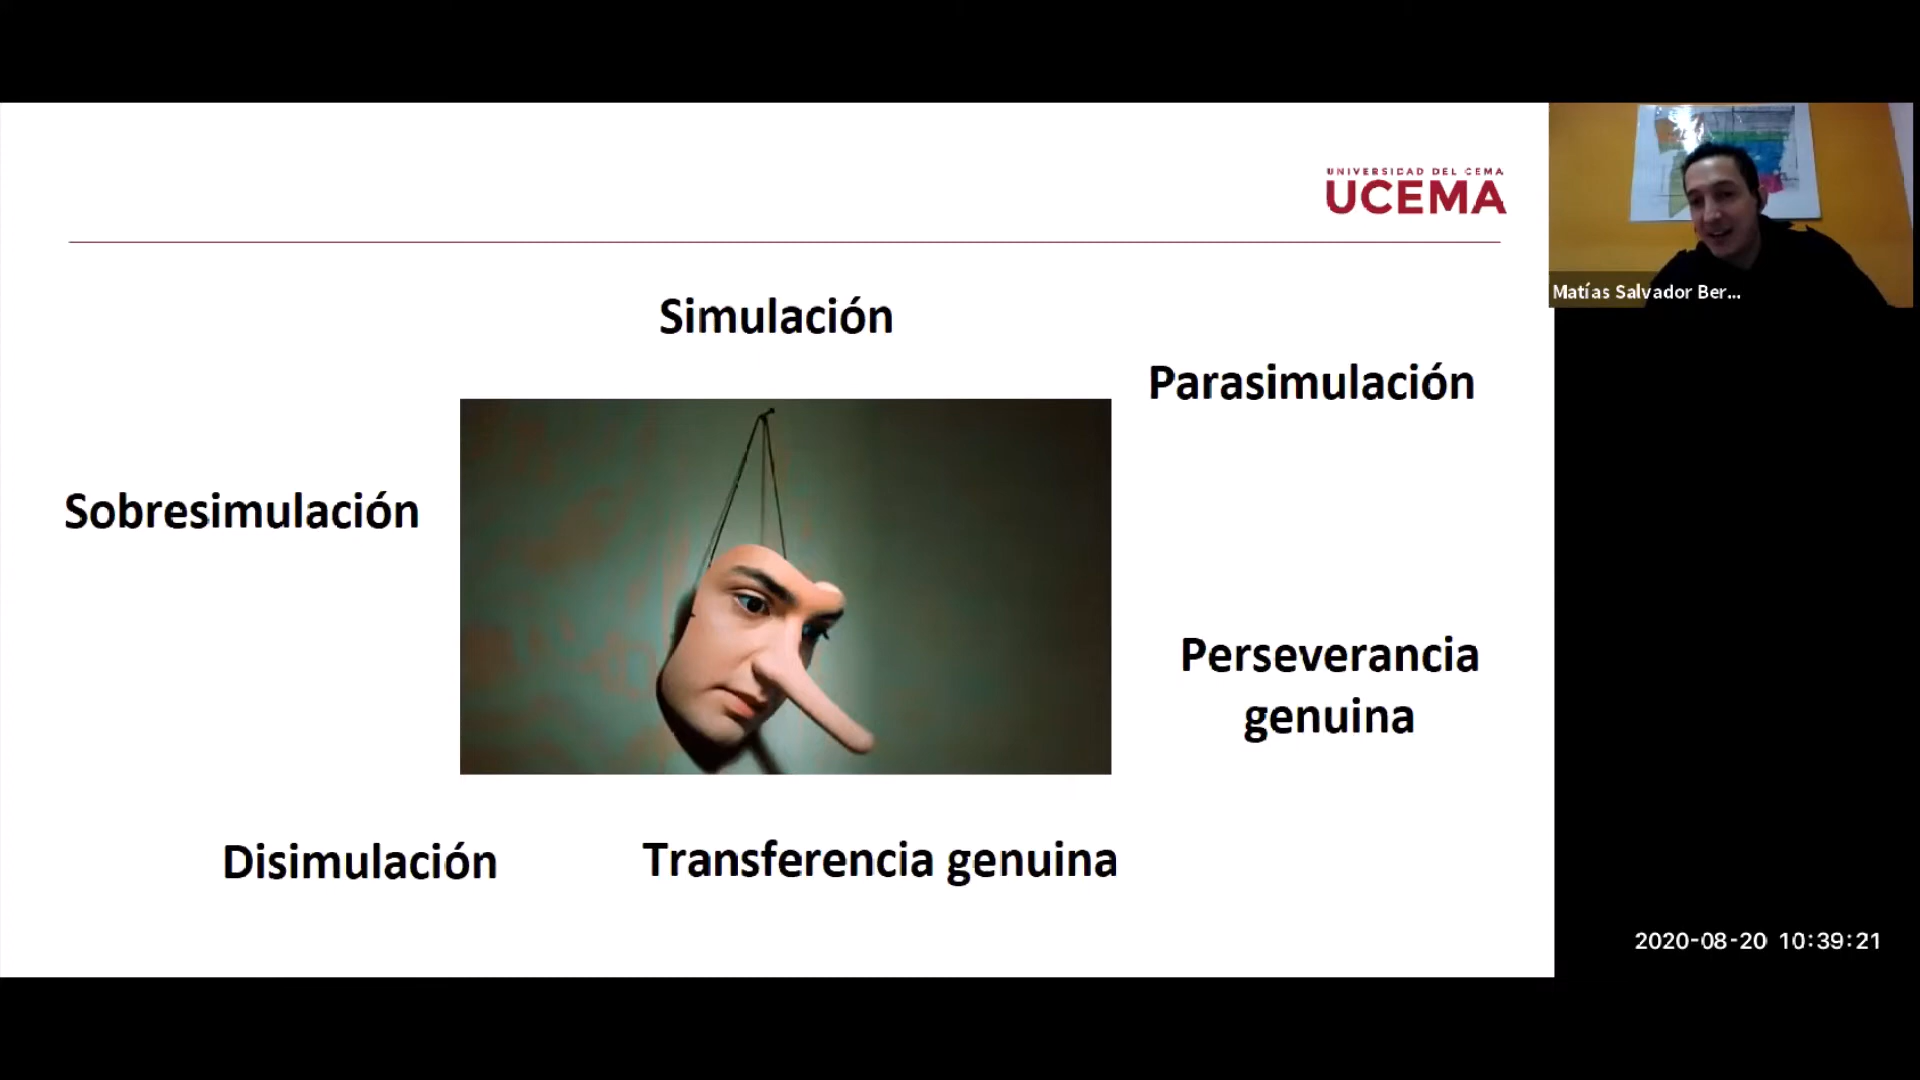 UNIVERSIDAD DEL CEMA
UCEMA
Simulación
Parasimulación
Sobresimulación
Perseverancia
genuina
Disimulación
Transferencia genuina
Matías Salvador Ber...
2020-08-20 10:39:21